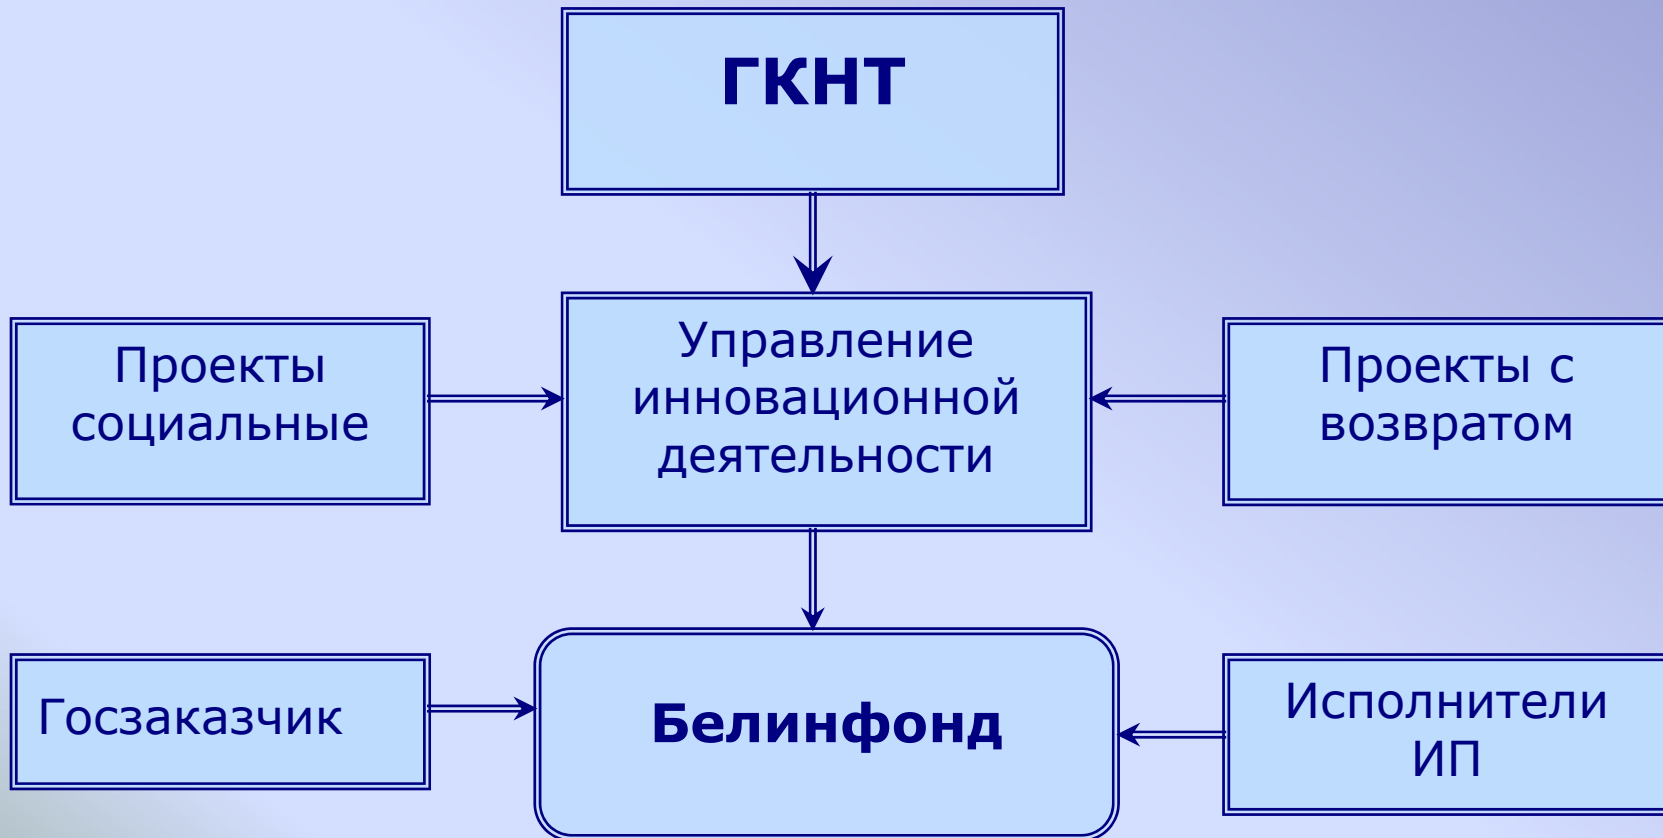 ГКНТ
Проекты
социальные
Управление
инновационной
деятельности
Проекты с
возвратом
Госзаказчик
Белинфонд
Исполнители
ИП